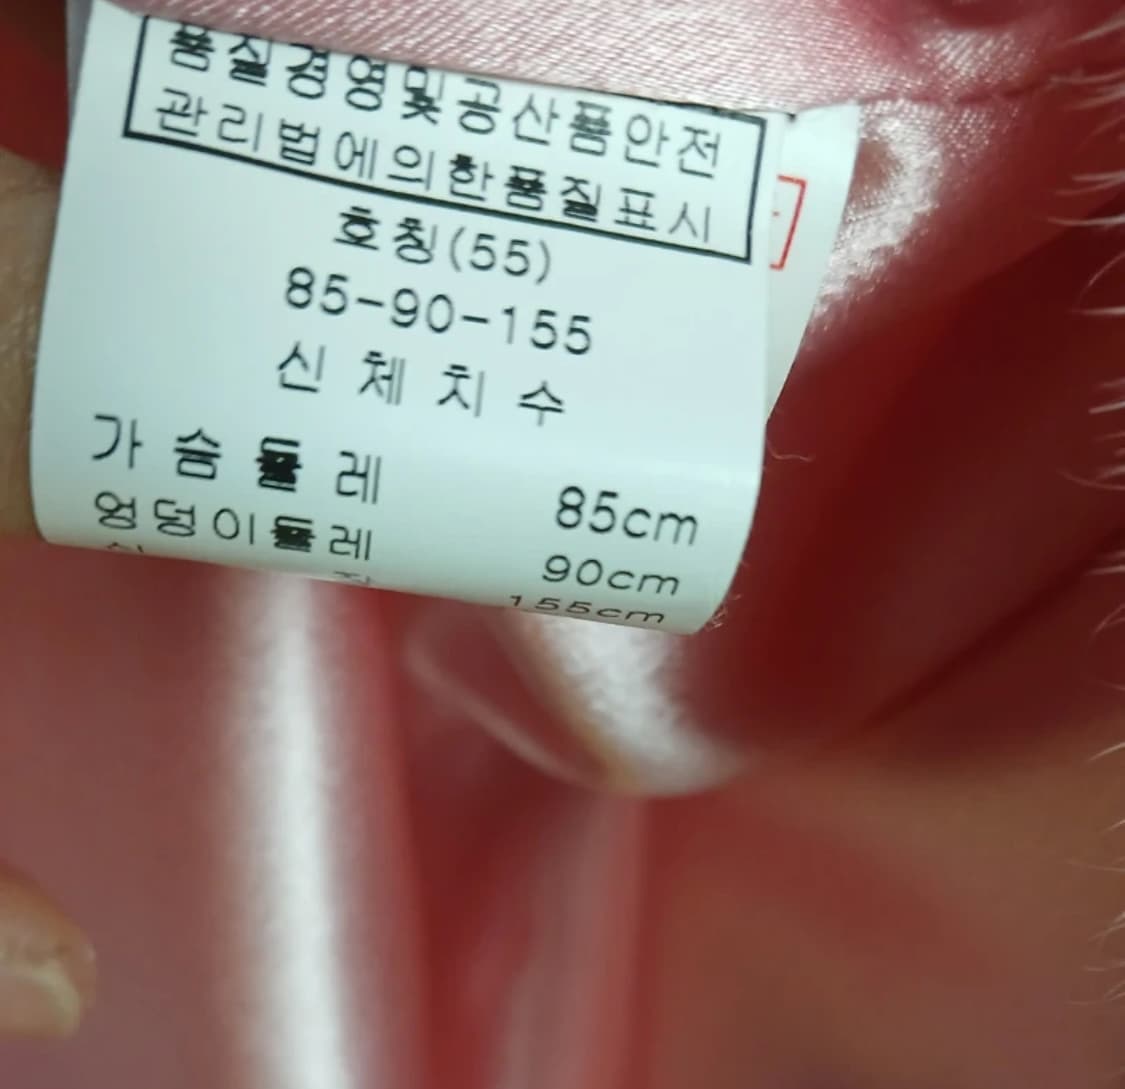 품질경영및공산품안전
관리법에의한품질표시
호칭(55)
85-90-155
신체치수
가슴둘레 85cm
엉덩이둘레 90cm
155cm